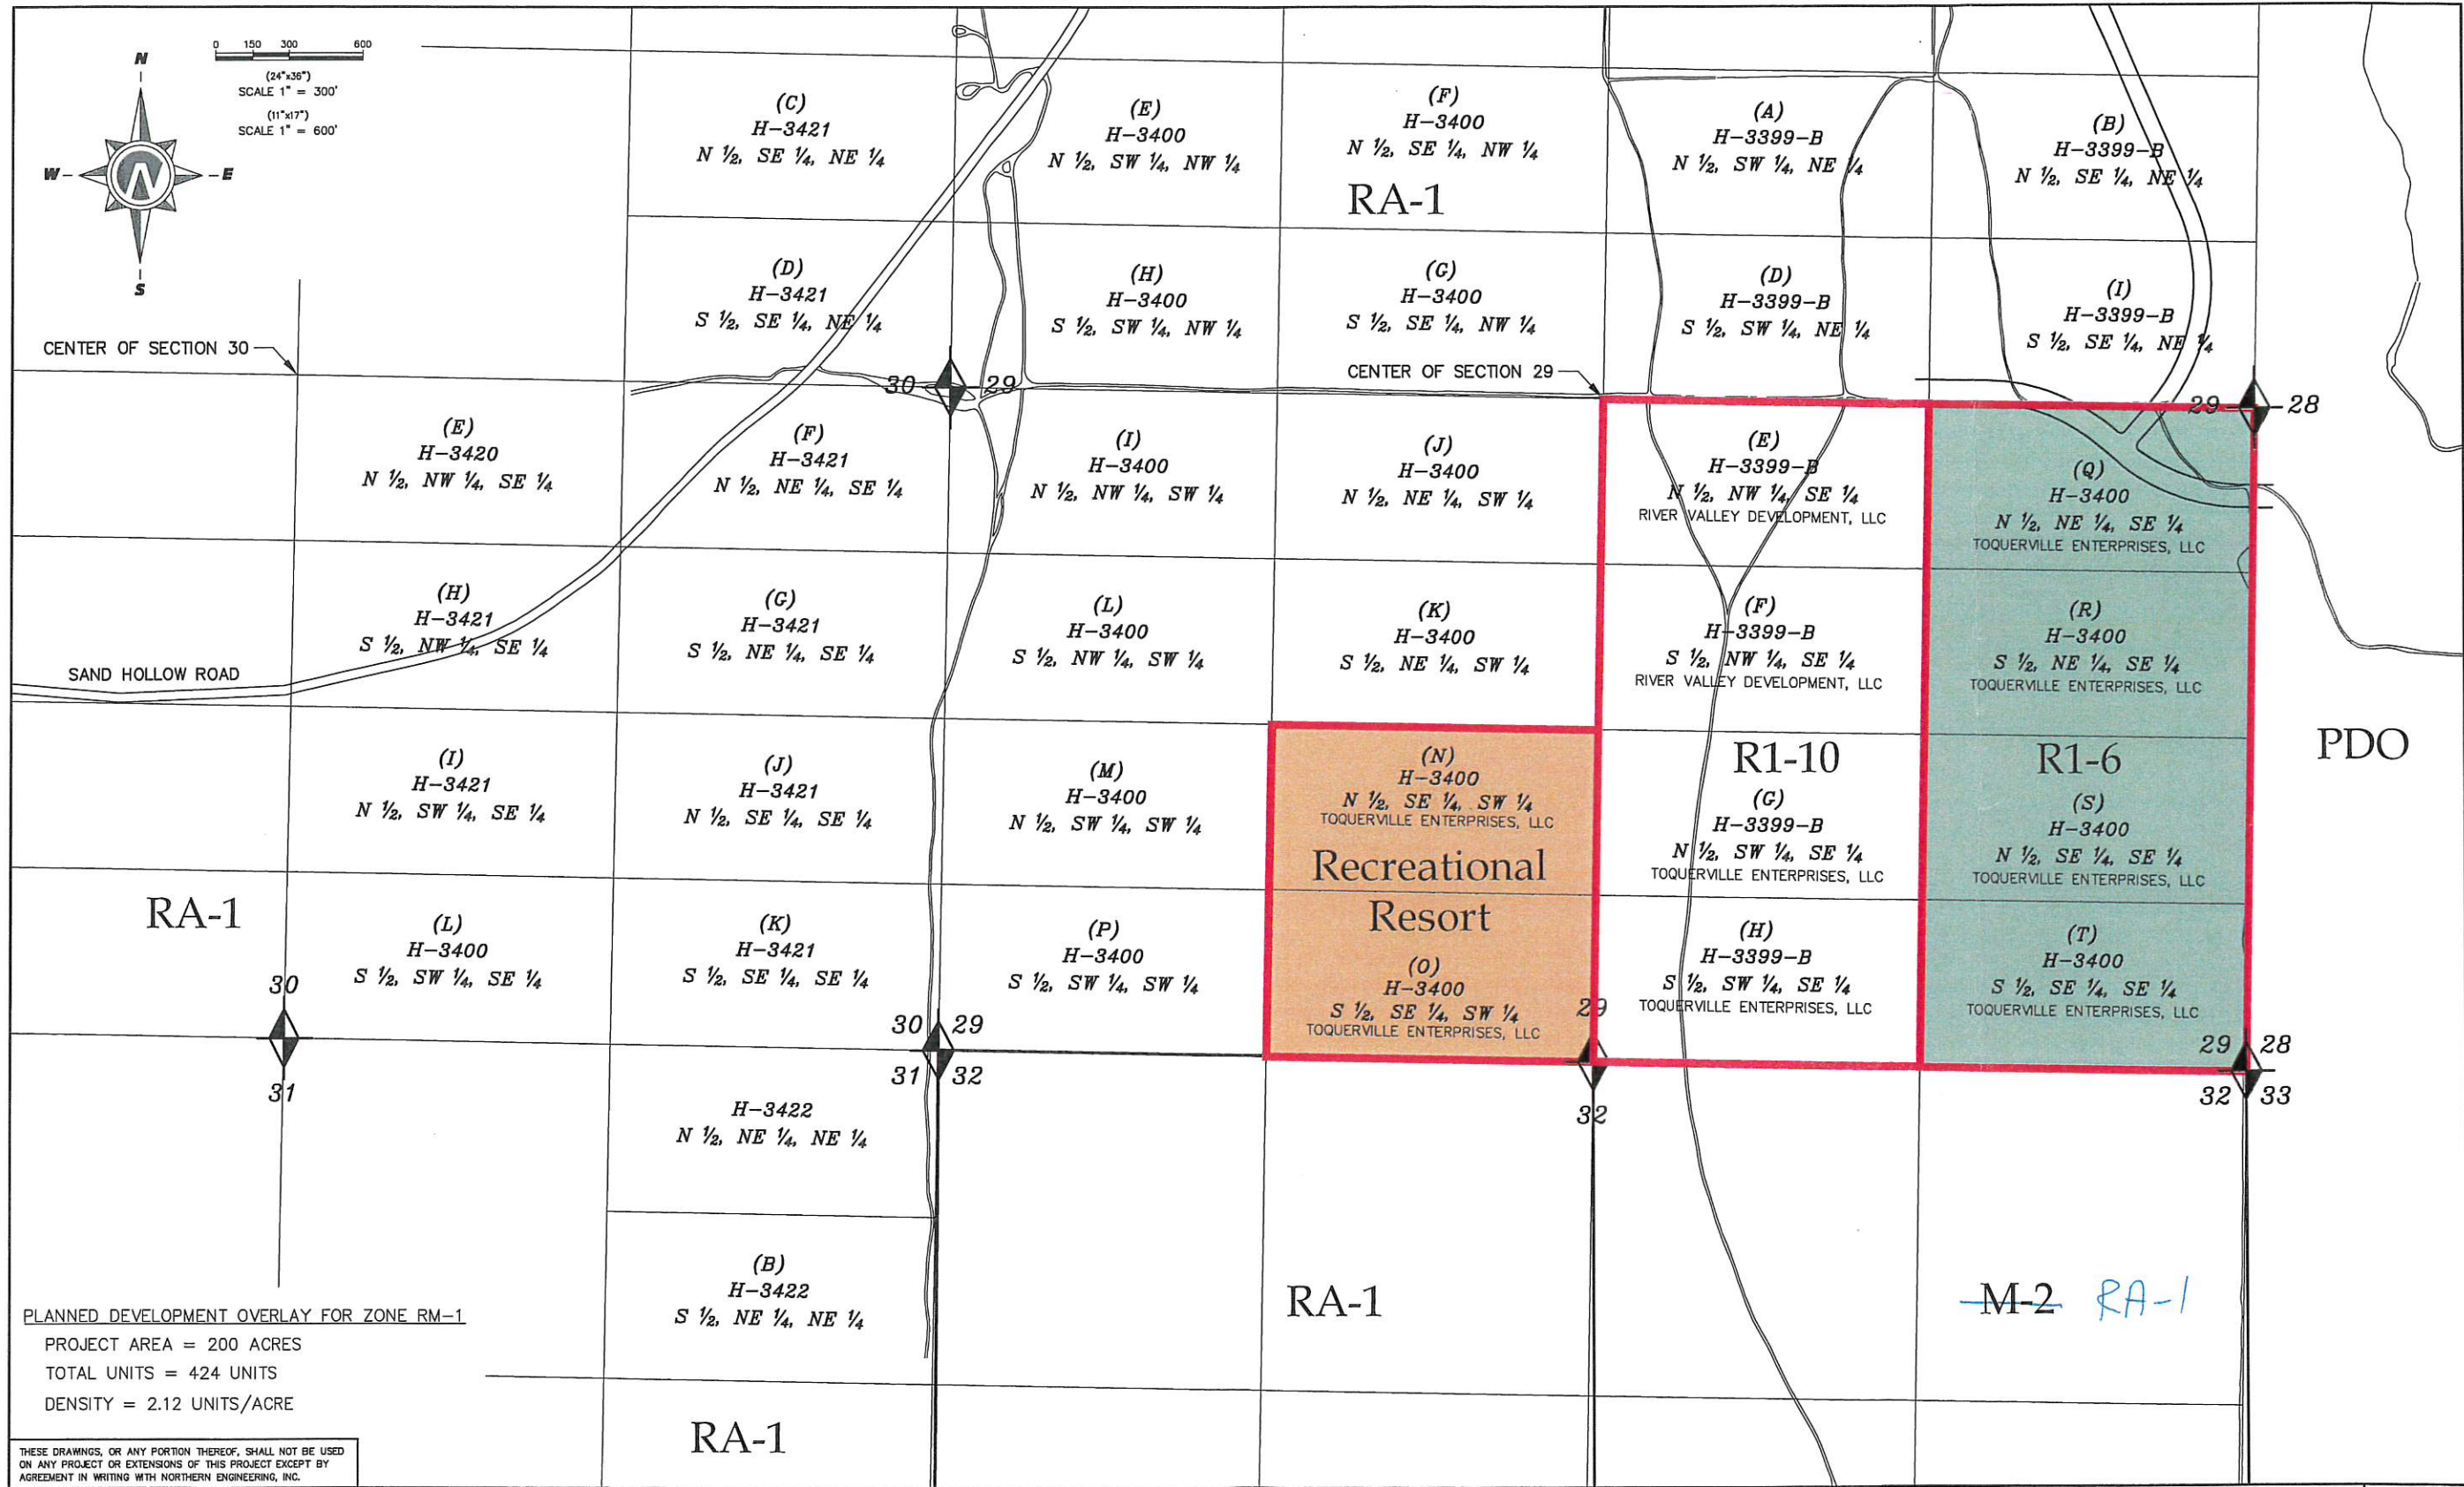 0 150 300 600
(24"x36")
SCALE 1" = 300'
(11"x17")
SCALE 1" = 600'
N
W
E
S
(C)
H-3421
N ½, SE ¼, NE ¼
(E)
H-3400
N ½, SW ¼, NW ¼
(F)
H-3400
N ½, SE ¼, NW ¼
RA-1
(A)
H-3399-B
N ½, SW ¼, NE ¼
(B)
H-3399-B
N ½, SE ¼, NE ¼
(D)
H-3421
S ½, SE ¼, NE ¼
(H)
H-3400
S ½, SW ¼, NW ¼
(G)
H-3400
S ½, SE ¼, NW ¼
(D)
H-3399-B
S ½, SW ¼, NE ¼
(I)
H-3399-B
S ½, SE ¼, NE ¼
CENTER OF SECTION 30
30 29
CENTER OF SECTION 29
29 28
(E)
H-3420
N ½, NW ¼, SE ¼
(F)
H-3421
N ½, NE ¼, SE ¼
(I)
H-3400
N ½, NW ¼, SW ¼
(J)
H-3400
N ½, NE ¼, SW ¼
(E)
H-3399-B
N ½, NW ¼, SE ¼
RIVER VALLEY DEVELOPMENT, LLC
(Q)
H-3400
N ½, NE ¼, SE ¼
TOQUERVILLE ENTERPRISES, LLC
(H)
H-3421
S ½, NW ¼, SE ¼
SAND HOLLOW ROAD
(G)
H-3421
S ½, NE ¼, SE ¼
(L)
H-3400
S ½, NW ¼, SW ¼
(K)
H-3400
S ½, NE ¼, SW ¼
(F)
H-3399-B
S ½, NW ¼, SE ¼
RIVER VALLEY DEVELOPMENT, LLC
(R)
H-3400
S ½, NE ¼, SE ¼
TOQUERVILLE ENTERPRISES, LLC
(I)
H-3421
N ½, SW ¼, SE ¼
(J)
H-3421
N ½, SE ¼, SE ¼
(M)
H-3400
N ½, SW ¼, SW ¼
(N)
H-3400
N ½, SE ¼, SW ¼
TOQUERVILLE ENTERPRISES, LLC
Recreational
Resort
R1-10
(G)
H-3399-B
N ½, SW ¼, SE ¼
TOQUERVILLE ENTERPRISES, LLC
R1-6
(S)
H-3400
N ½, SE ¼, SE ¼
TOQUERVILLE ENTERPRISES, LLC
PDO
RA-1
(L)
H-3400
S ½, SW ¼, SE ¼
(K)
H-3421
S ½, SE ¼, SE ¼
(P)
H-3400
S ½, SW ¼, SW ¼
(O)
H-3400
S ½, SE ¼, SW ¼
TOQUERVILLE ENTERPRISES, LLC
(H)
H-3399-B
S ½, SW ¼, SE ¼
TOQUERVILLE ENTERPRISES, LLC
(T)
H-3400
S ½, SE ¼, SE ¼
TOQUERVILLE ENTERPRISES, LLC
30
31
30 29
31 32
29
32
29 28
32 33
H-3422
N ½, NE ¼, NE ¼
(B)
H-3422
S ½, NE ¼, NE ¼
RA-1
M-2 RA-1
RA-1
PLANNED DEVELOPMENT OVERLAY FOR ZONE RM-1
PROJECT AREA = 200 ACRES
TOTAL UNITS = 424 UNITS
DENSITY = 2.12 UNITS/ACRE
THESE DRAWINGS, OR ANY PORTION THEREOF, SHALL NOT BE USED
ON ANY PROJECT OR EXTENSIONS OF THIS PROJECT EXCEPT BY
AGREEMENT IN WRITING WITH NORTHERN ENGINEERING, INC.